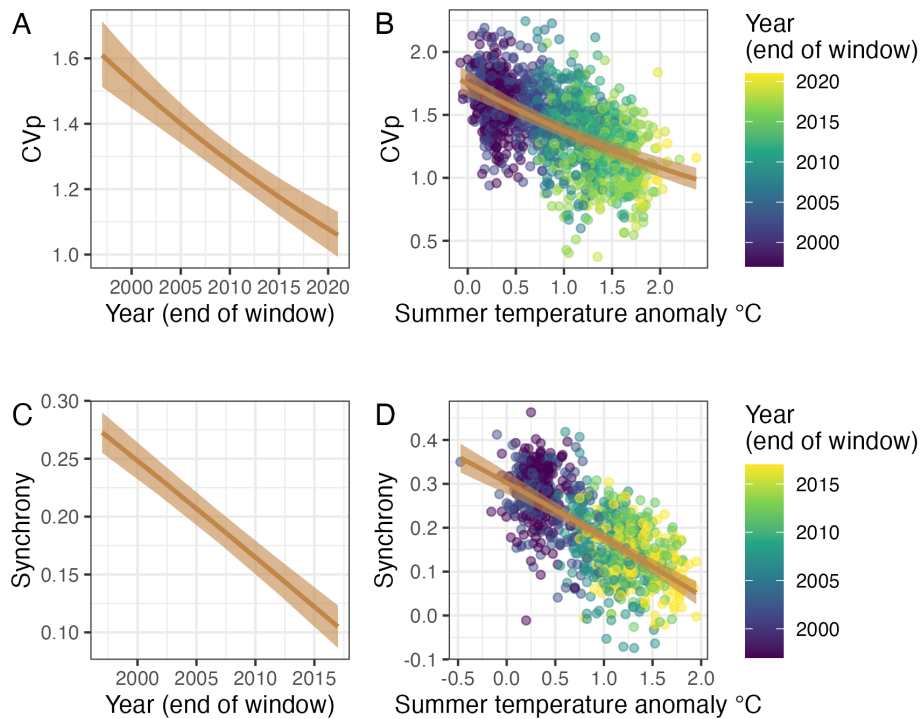 A
CVp
1.6
1.4
1.2
1.0
2000 2005 2010 2015 2020
Year (end of window)
B
CVp
2.0
1.5
1.0
0.5
0.0 0.5 1.0 1.5 2.0
Summer temperature anomaly °C
Year
(end of window)
2020
2015
2010
2005
2000
C
Synchrony
0.30
0.25
0.20
0.15
0.10
2000 2005 2010 2015
Year (end of window)
D
Synchrony
0.4
0.3
0.2
0.1
0.0
-0.1
-0.5 0.0 0.5 1.0 1.5 2.0
Summer temperature anomaly °C
Year
(end of window)
2015
2010
2005
2000